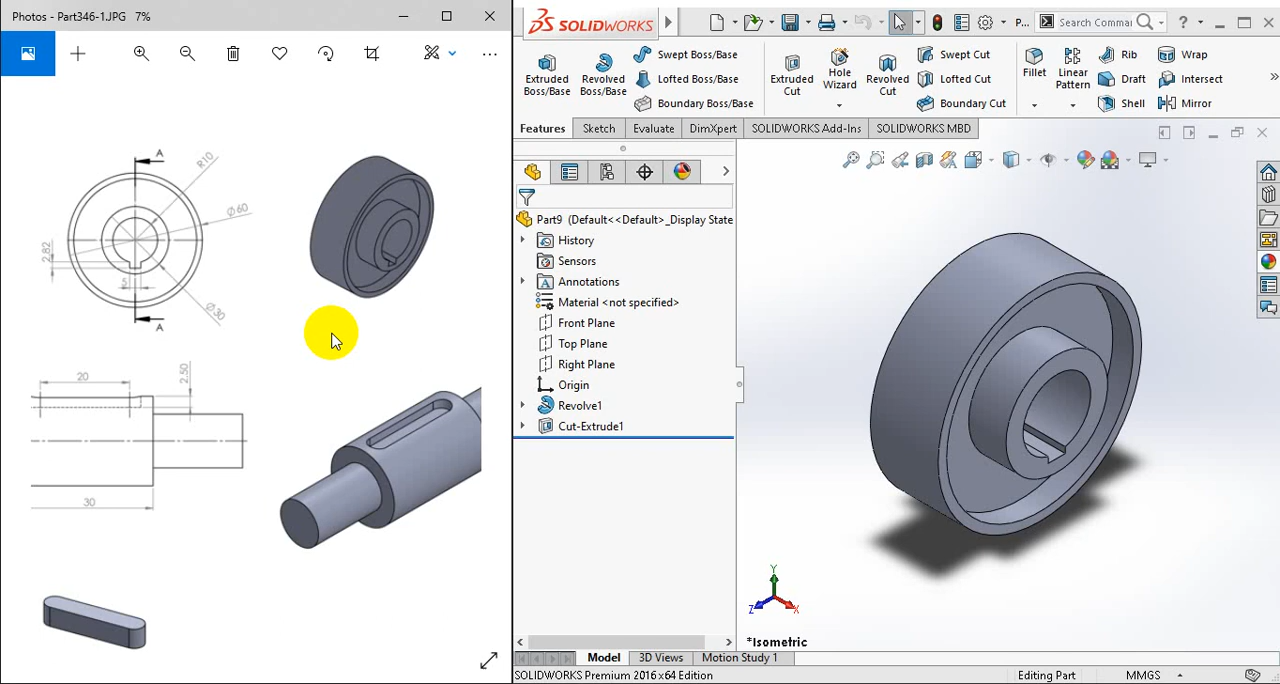 Photos - Part346-1.JPG 7%
A
R10
Ø60
2.82
5
Ø30
A
20
2.50
30
SOLIDWORKS
P...
Search Comma
?
Extruded Boss/Base
Revolved Boss/Base
Swept Boss/Base
Lofted Boss/Base
Boundary Boss/Base
Extruded Cut
Hole Wizard
Revolved Cut
Swept Cut
Lofted Cut
Boundary Cut
Fillet
Linear Pattern
Rib
Draft
Shell
Wrap
Intersect
Mirror
Features
Sketch
Evaluate
DimXpert
SOLIDWORKS Add-Ins
SOLIDWORKS MBD
Part9 (Default<<Default>_Display State
History
Sensors
Annotations
Material <not specified>
Front Plane
Top Plane
Right Plane
Origin
Revolve1
Cut-Extrude1
Y
Z
X
*Isometric
Model
3D Views
Motion Study 1
SOLIDWORKS Premium 2016 x64 Edition
Editing Part
MMGS